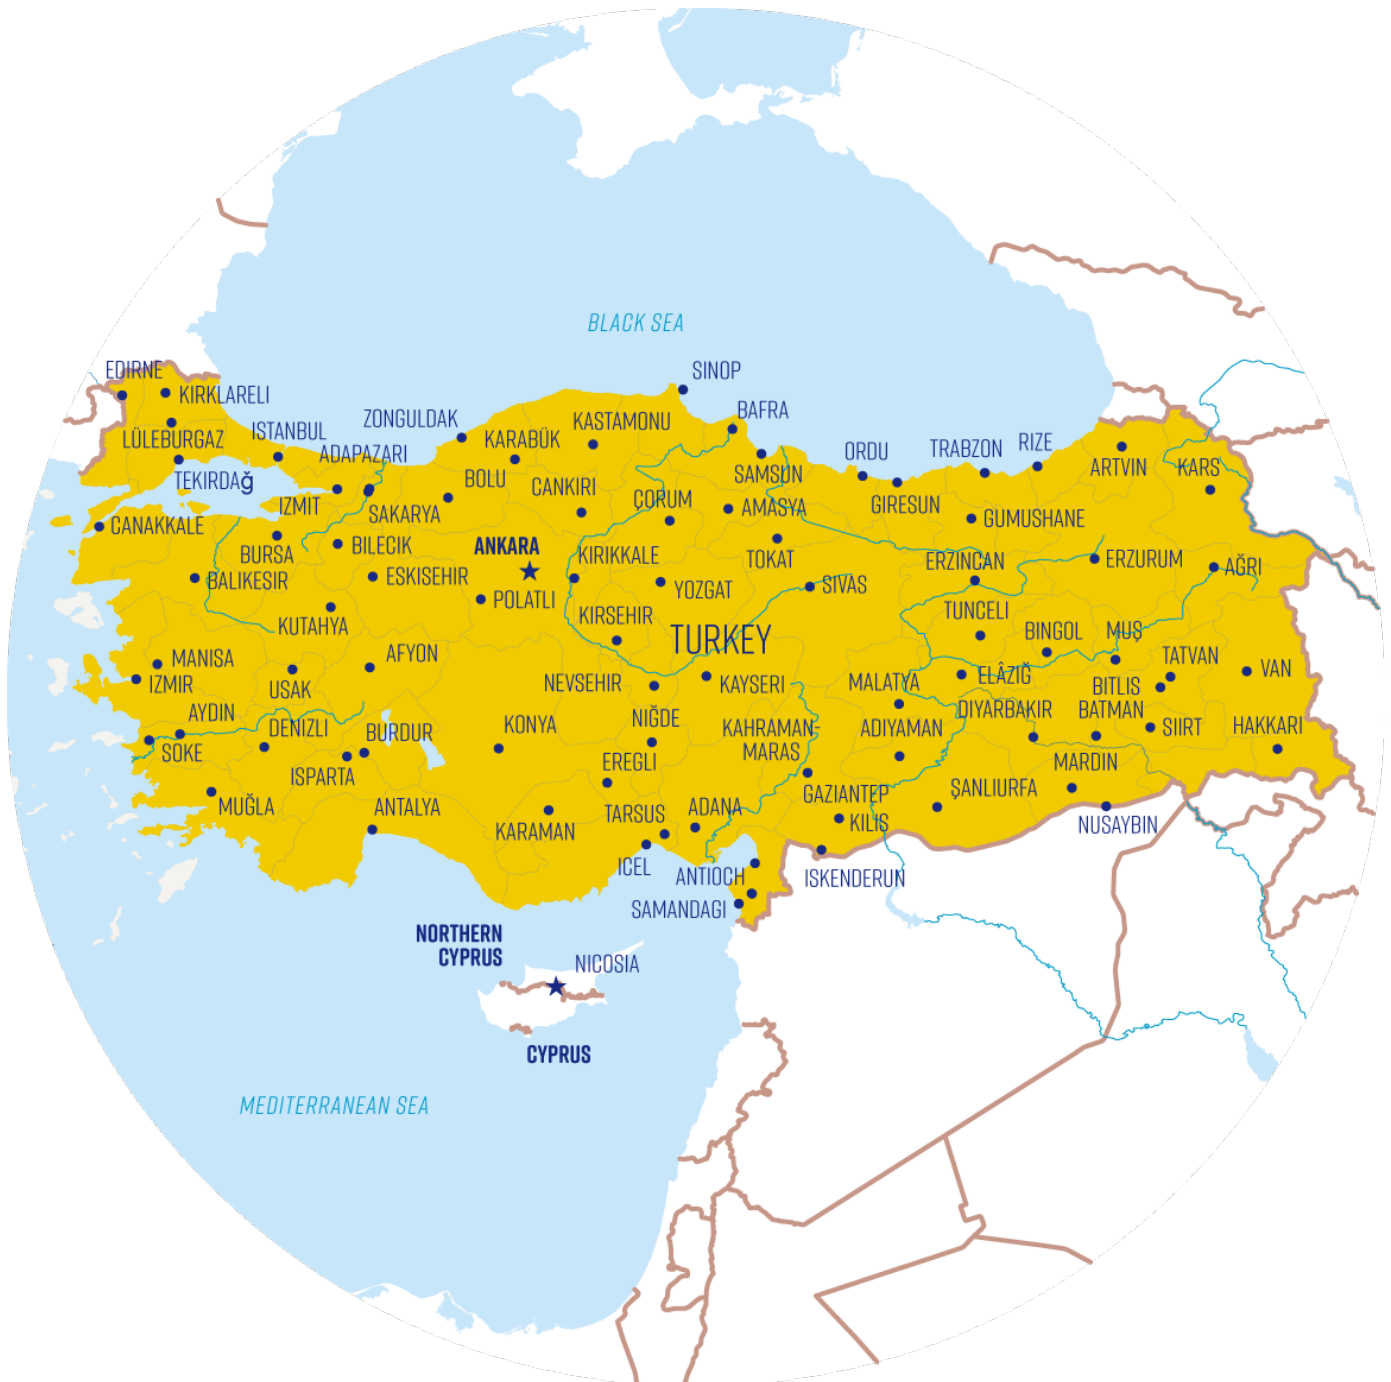 BLACK SEA
EDIRNE
KIRKLARELI
LÜLEBURGAZ
ISTANBUL
TEKIRDAğ
ADAPAZARI
ZONGULDAK
KARABÜK
KASTAMONU
SINOP
BAFRA
SAMSUN
ORDU
GIRESUN
TRABZON
RIZE
ARTVIN
KARS
IZMIT
SAKARYA
BOLU
CANKIRI
ÇORUM
AMASYA
GUMUSHANE
CANAKKALE
BURSA
BILECIK
ANKARA
KIRIKKALE
TOKAT
ERZINCAN
ERZURUM
AĞRI
BALIKESIR
ESKISEHIR
POLATLI
YOZGAT
SIVAS
KUTAHYA
KIRSEHIR
TURKEY
TUNCELI
BINGOL
MUŞ
TATVAN
VAN
MANISA
IZMIR
USAK
AFYON
NEVSEHIR
KAYSERI
MALATYA
ELÂZIĞ
BITLIS
AYDIN
SOKE
DENIZLI
BURDUR
ISPARTA
KONYA
NIĞDE
KAHRAMAN-
MARAS
ADIYAMAN
DIYARBAKIR
BATMAN
SIIRT
HAKKARI
EREGLI
MARDIN
MUĞLA
ANTALYA
KARAMAN
TARSUS
ADANA
GAZIANTEP
KILIS
ŞANLIURFA
NUSAYBIN
ICEL
ANTIOCH
ISKENDERUN
SAMANDAGI
NORTHERN
CYPRUS
NICOSIA
CYPRUS
MEDITERRANEAN SEA